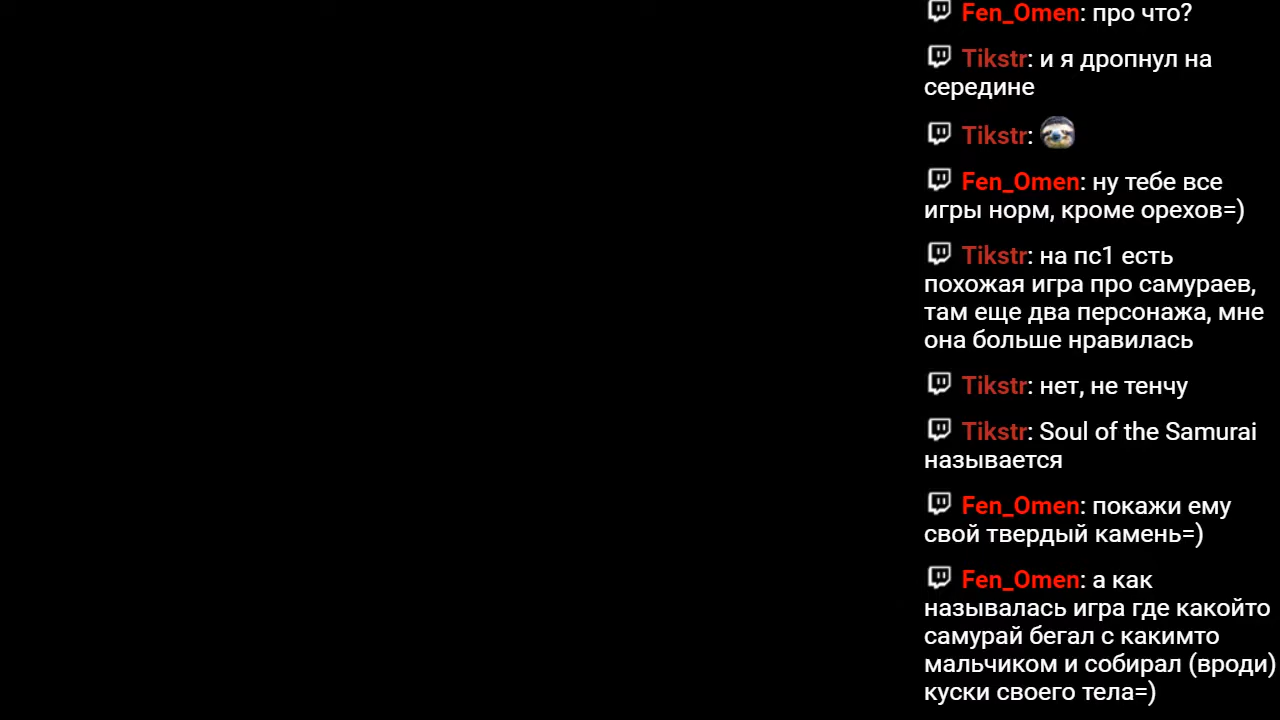 Fen_Omen: про что?
Tikstr: и я дропнул на
середине
Tikstr:
Fen_Omen: ну тебе все
игры норм, кроме орехов=)
Tikstr: на пс1 есть
похожая игра про самураев,
там еще два персонажа, мне
она больше нравилась
Tikstr: нет, не тенчу
Tikstr: Soul of the Samurai
называется
Fen_Omen: покажи ему
свой твердый камень=)
Fen_Omen: а как
называлась игра где какойто
самурай бегал с какимто
мальчиком и собирал (вроди)
куски своего тела=)